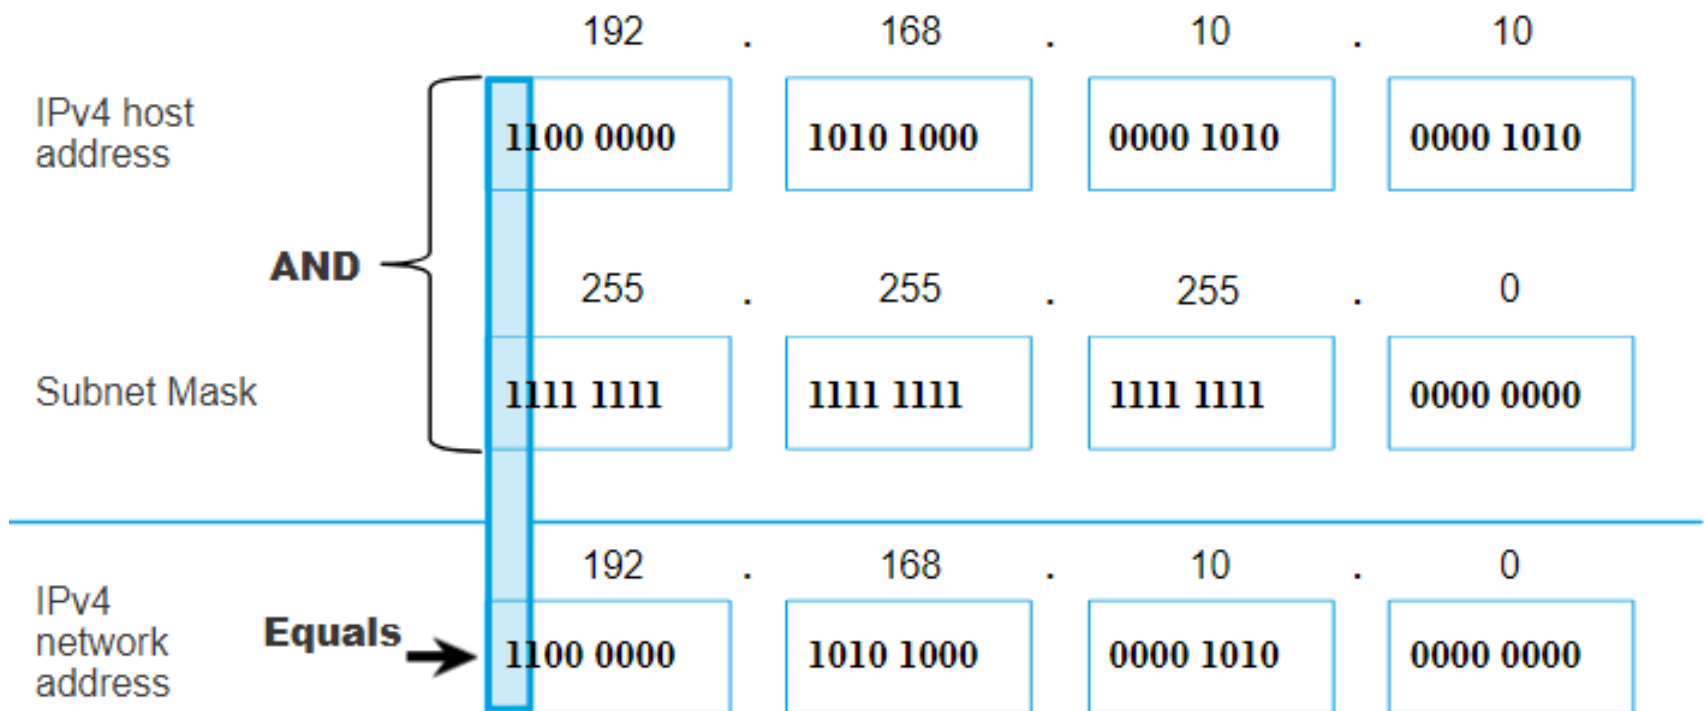 192 . 168 . 10 . 10
IPv4 host
address
1100 0000 1010 1000 0000 1010 0000 1010
AND
255 . 255 . 255 . 0
Subnet Mask
1111 1111 1111 1111 1111 1111 0000 0000
192 . 168 . 10 . 0
IPv4
network
address
Equals
1100 0000 1010 1000 0000 1010 0000 0000